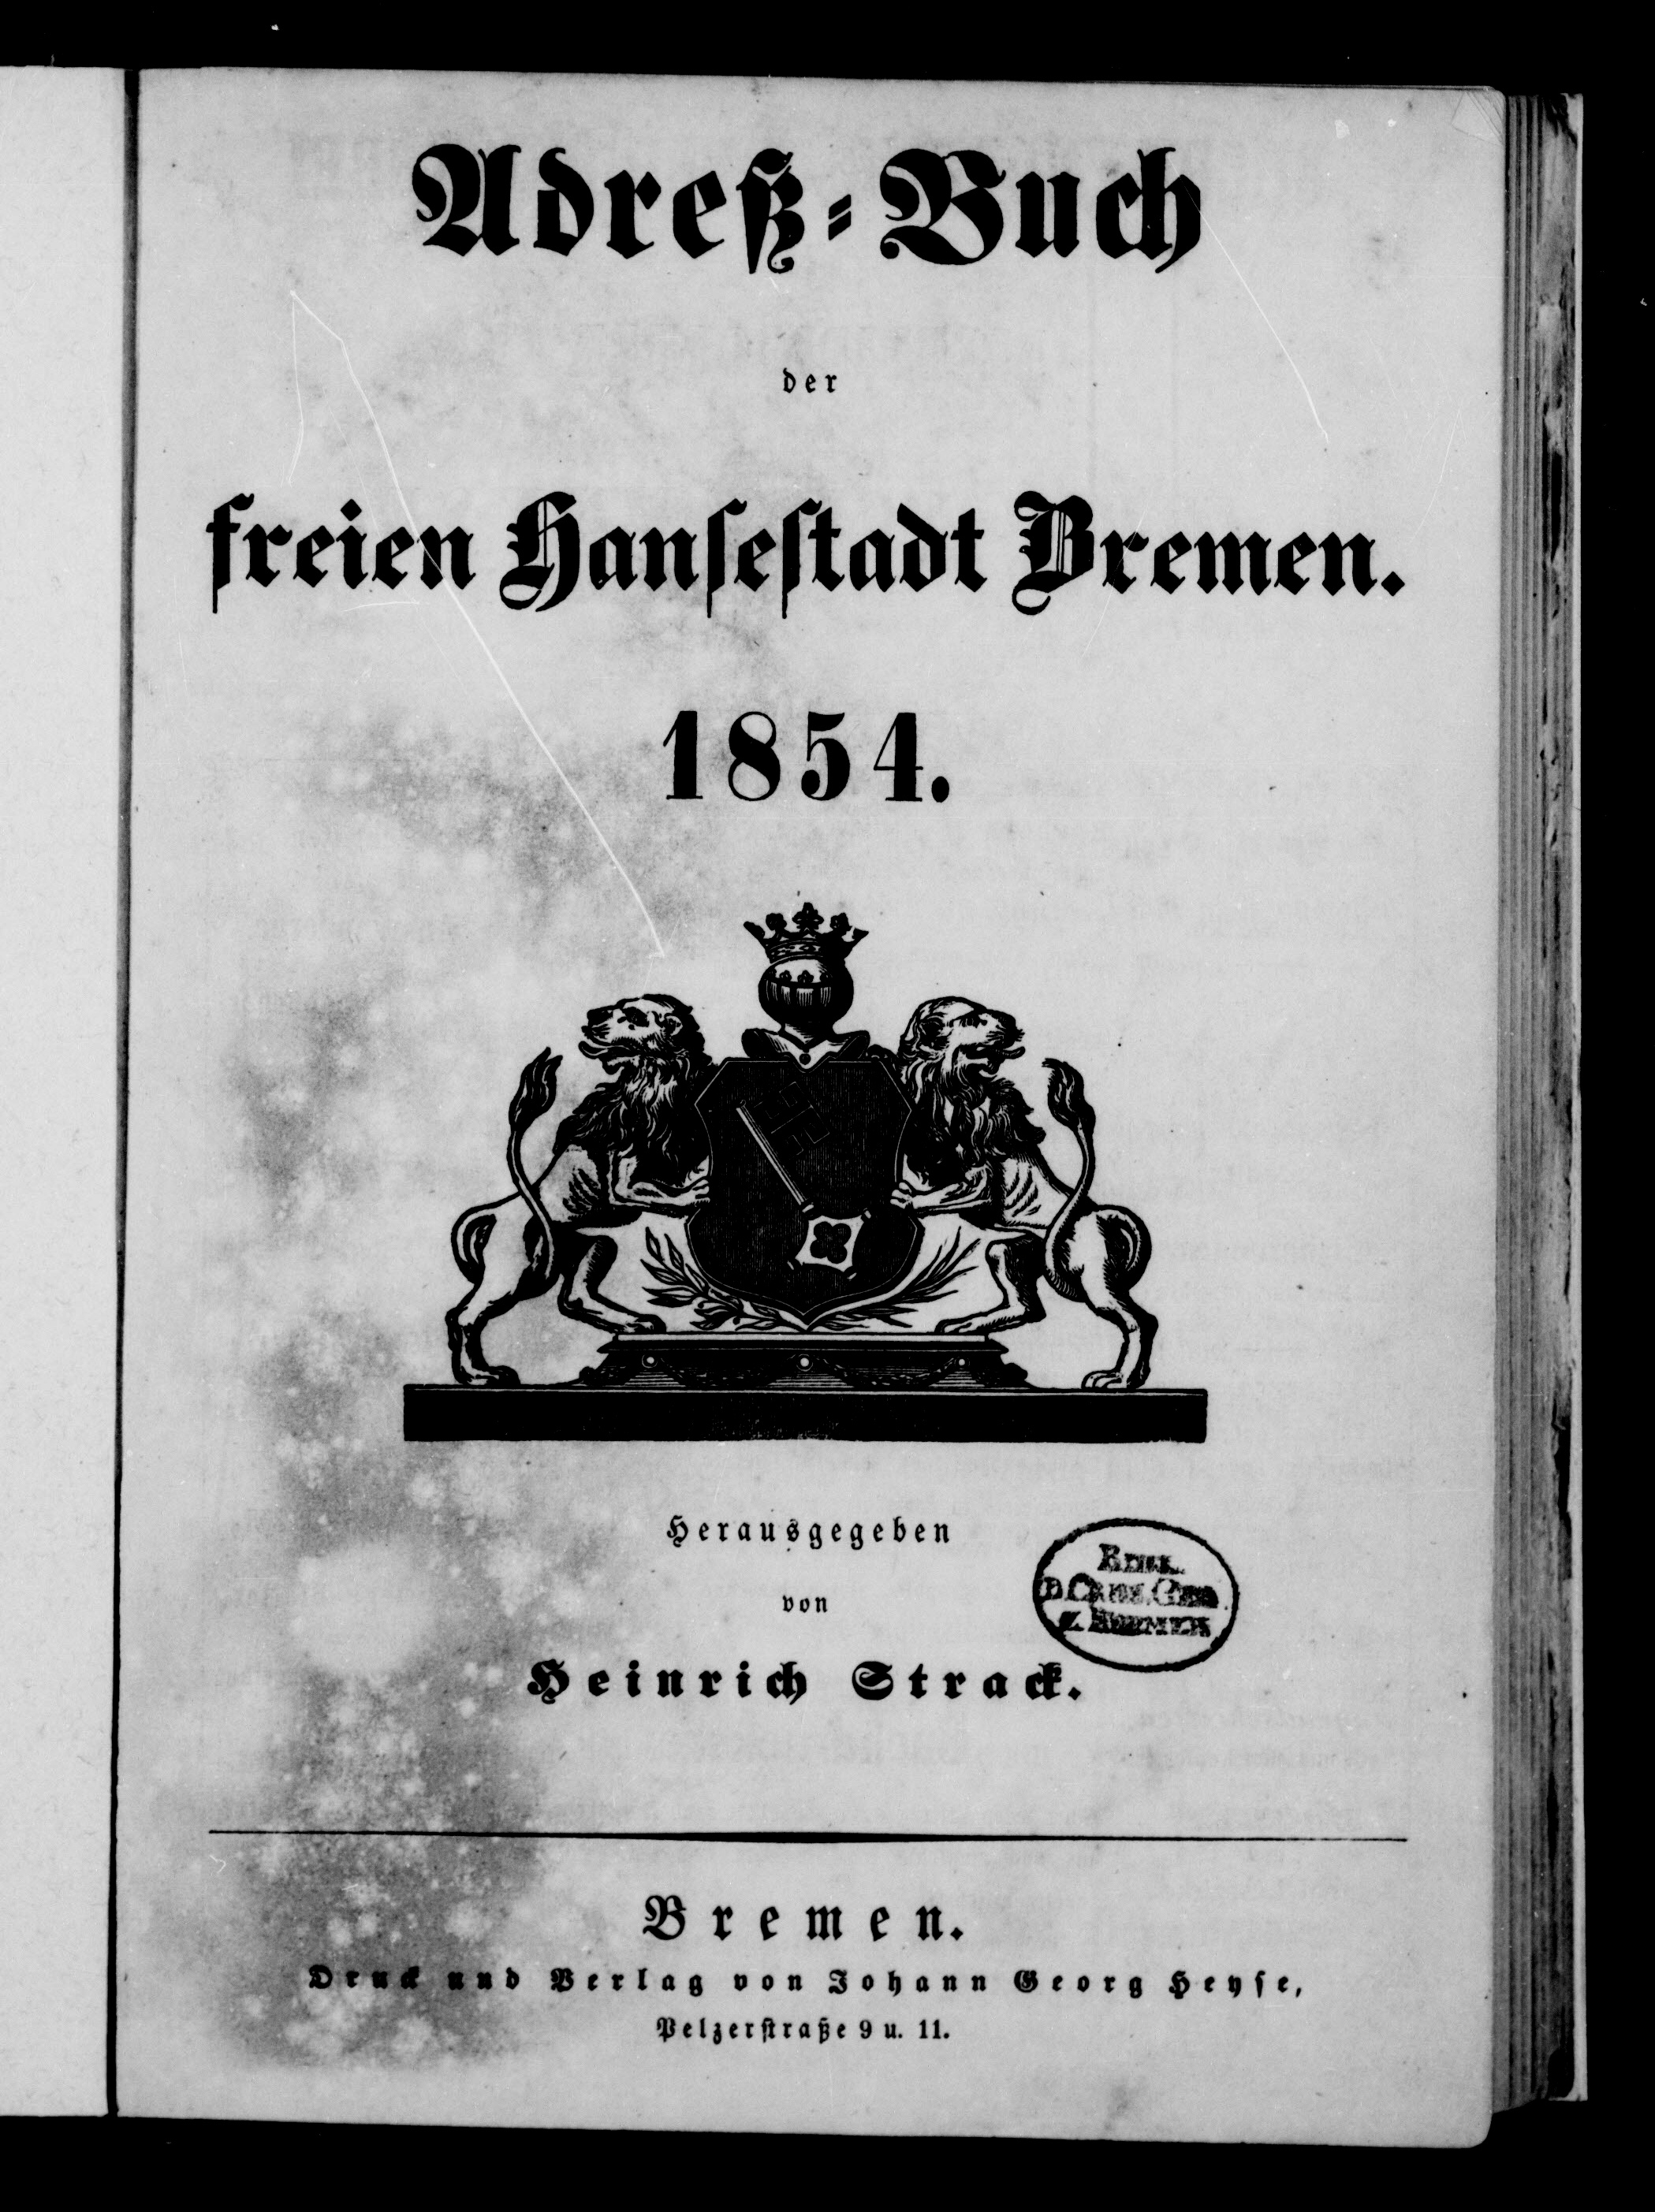 Adreß-Buch
der
freien Hanseſtadt Bremen.
1854.
Herausgegeben
von
Heinrich Strack.
Bremen.
Druck und Verlag von Johann Georg Heyſe,
Pelzerſtraße 9 u. 11.